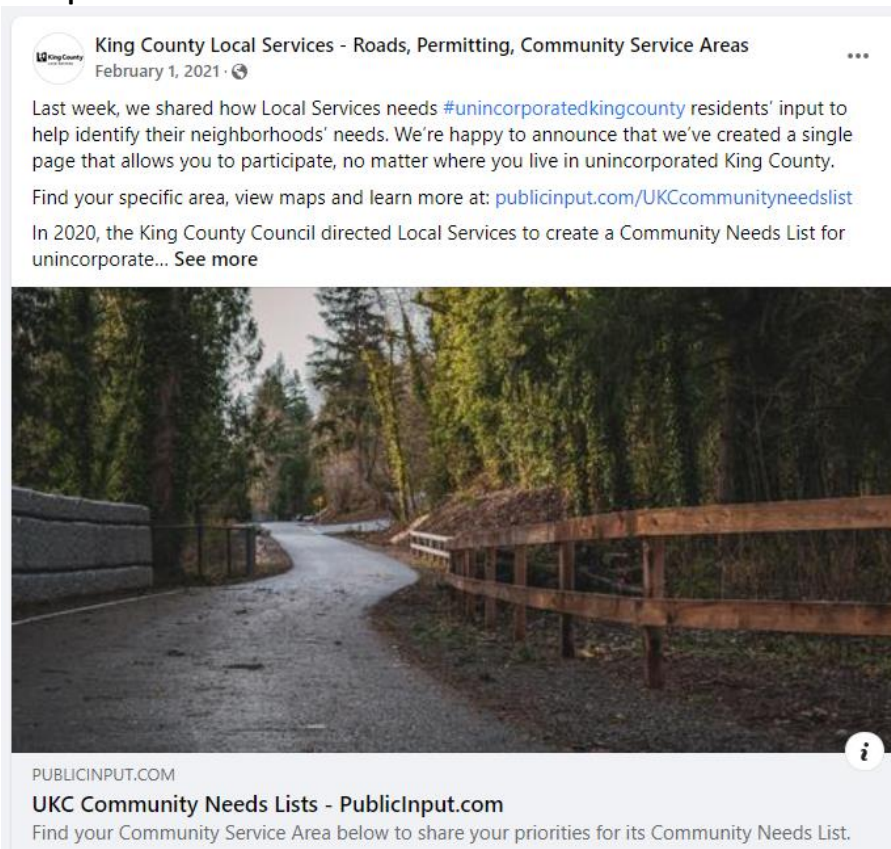 King County Local Services - Roads, Permitting, Community Service Areas
February 1, 2021 ·
Last week, we shared how Local Services needs #unincorporatedkingcounty residents' input to
help identify their neighborhoods' needs. We're happy to announce that we've created a single
page that allows you to participate, no matter where you live in unincorporated King County.
Find your specific area, view maps and learn more at: publicinput.com/UKCcommunityneedslist
In 2020, the King County Council directed Local Services to create a Community Needs List for
unincorporate... See more
PUBLICINPUT.COM
UKC Community Needs Lists - PublicInput.com
Find your Community Service Area below to share your priorities for its Community Needs List.